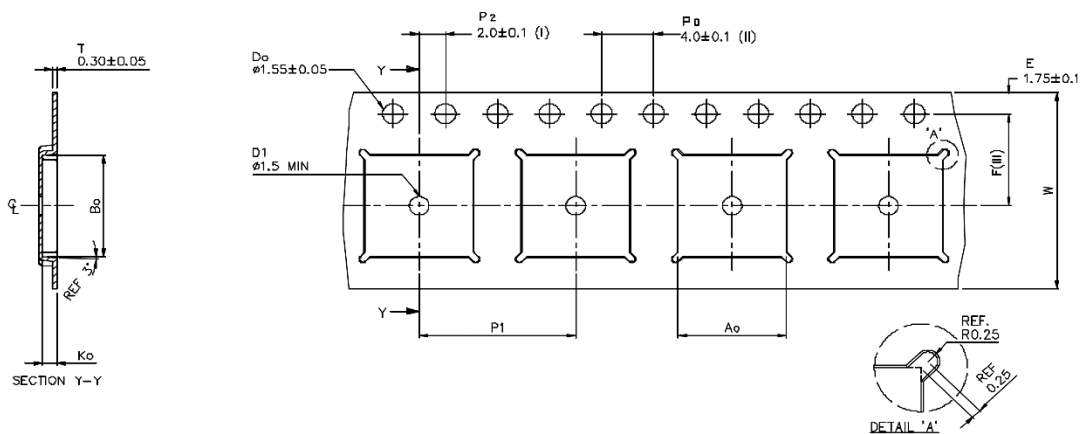 T
0.30±0.05
Bo
REF 3°
Ko
SECTION Y-Y
P2
2.0±0.1 (I)
Po
4.0±0.1 (II)
Do
ø1.55±0.05
Y
E
1.75±0.1
D1
ø1.5 MIN
'A'
F(III)
W
Y
P1
Ao
REF.
R0.25
REF
0.25
DETAIL 'A'